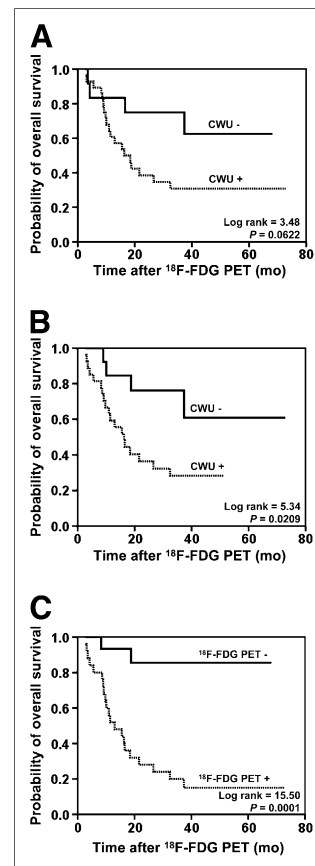 A
Probability of overall survival
1.0
0.8
0.6
0.4
0.2
0.0
CWU -
CWU +
Log rank = 3.48
P = 0.0622
0 20 40 60 80
Time after ¹⁸F-FDG PET (mo)
B
Probability of overall survival
1.0
0.8
0.6
0.4
0.2
0.0
CWU -
CWU +
Log rank = 5.34
P = 0.0209
0 20 40 60 80
Time after ¹⁸F-FDG PET (mo)
C
Probability of overall survival
1.0
0.8
0.6
0.4
0.2
0.0
¹⁸F-FDG PET -
¹⁸F-FDG PET +
Log rank = 15.50
P = 0.0001
0 20 40 60 80
Time after ¹⁸F-FDG PET (mo)